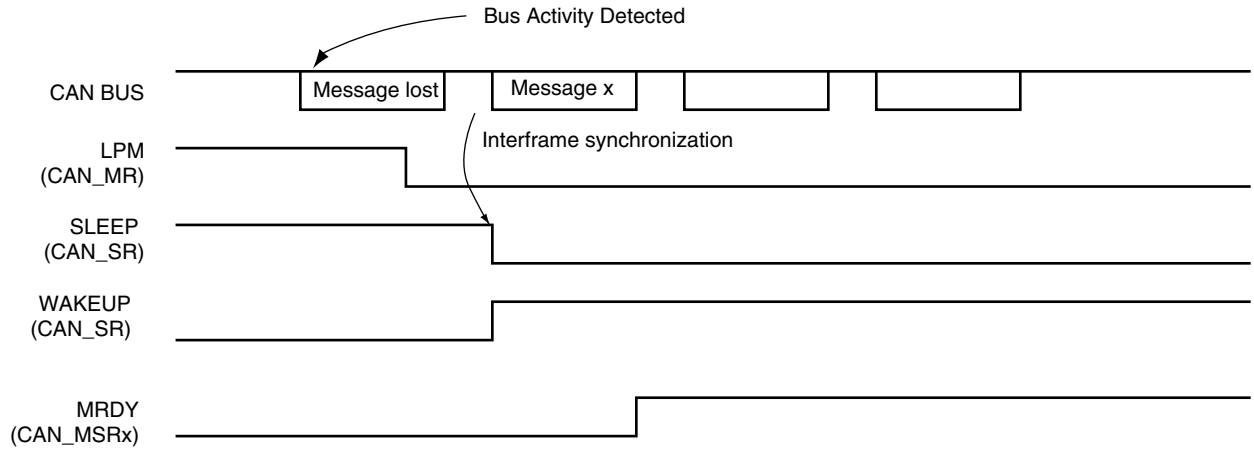 Bus Activity Detected
CAN BUS
Message lost
Message x
Interframe synchronization
LPM
(CAN_MR)
SLEEP
(CAN_SR)
WAKEUP
(CAN_SR)
MRDY
(CAN_MSRx)